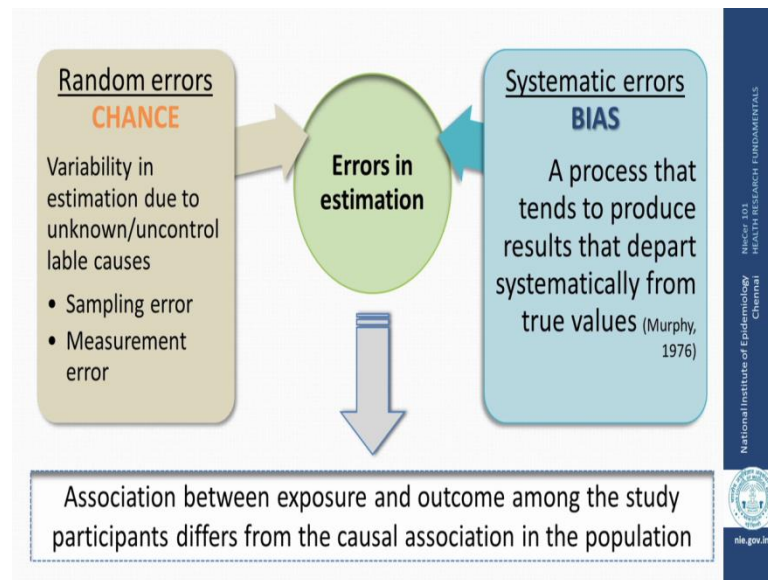 Random errors
CHANCE
Variability in
estimation due to
unknown/uncontrol
lable causes
• Sampling error
• Measurement
error
Errors in
estimation
Systematic errors
BIAS
A process that
tends to produce
results that depart
systematically from
true values (Murphy,
1976)
Association between exposure and outcome among the study
participants differs from the causal association in the population
NIeCer 101
HEALTH RESEARCH FUNDAMENTALS
National Institute of Epidemiology
Chennai
nie.gov.in